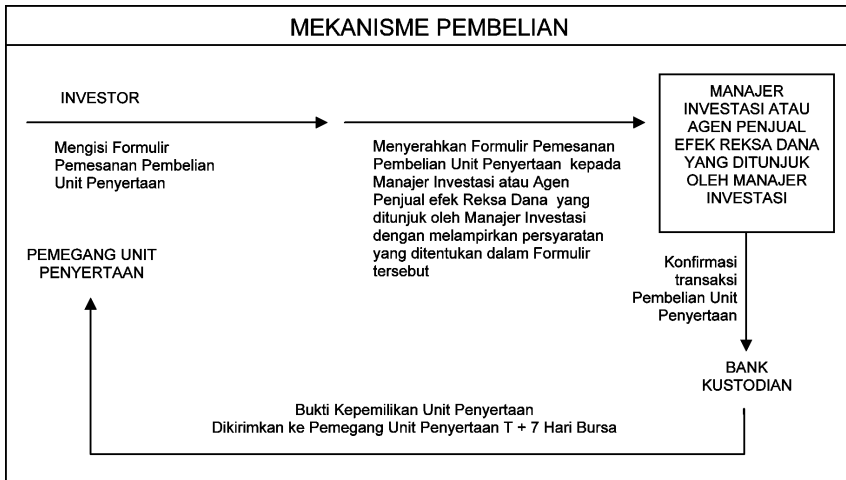 MEKANISME PEMBELIAN
INVESTOR
Mengisi Formulir
Pemesanan Pembelian
Unit Penyertaan
Menyerahkan Formulir Pemesanan
Pembelian Unit Penyertaan kepada
Manajer Investasi atau Agen
Penjual efek Reksa Dana yang
ditunjuk oleh Manajer Investasi
dengan melampirkan persyaratan
yang ditentukan dalam Formulir
tersebut
MANAJER
INVESTASI ATAU
AGEN PENJUAL
EFEK REKSA DANA
YANG DITUNJUK
OLEH MANAJER
INVESTASI
Konfirmasi
transaksi
Pembelian Unit
Penyertaan
BANK
KUSTODIAN
Bukti Kepemilikan Unit Penyertaan
Dikirimkan ke Pemegang Unit Penyertaan T + 7 Hari Bursa
PEMEGANG UNIT
PENYERTAAN